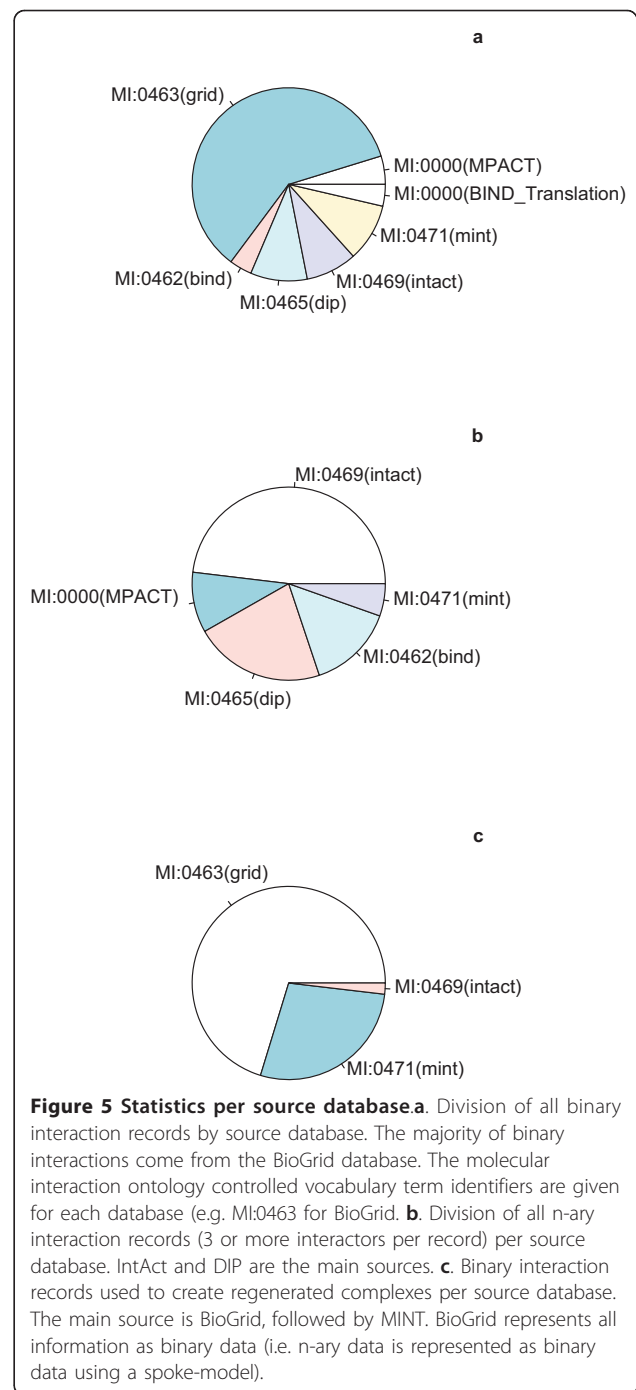 a
MI:0463(grid)
MI:0000(MPACT)
MI:0000(BIND_Translation)
MI:0471(mint)
MI:0469(intact)
MI:0465(dip)
MI:0462(bind)
b
MI:0469(intact)
MI:0000(MPACT)
MI:0471(mint)
MI:0462(bind)
MI:0465(dip)
c
MI:0463(grid)
MI:0469(intact)
MI:0471(mint)
Figure 5 Statistics per source database.a. Division of all binary
interaction records by source database. The majority of binary
interactions come from the BioGrid database. The molecular
interaction ontology controlled vocabulary term identifiers are given
for each database (e.g. MI:0463 for BioGrid. b. Division of all n-ary
interaction records (3 or more interactors per record) per source
database. IntAct and DIP are the main sources. c. Binary interaction
records used to create regenerated complexes per source database.
The main source is BioGrid, followed by MINT. BioGrid represents all
information as binary data (i.e. n-ary data is represented as binary
data using a spoke-model).